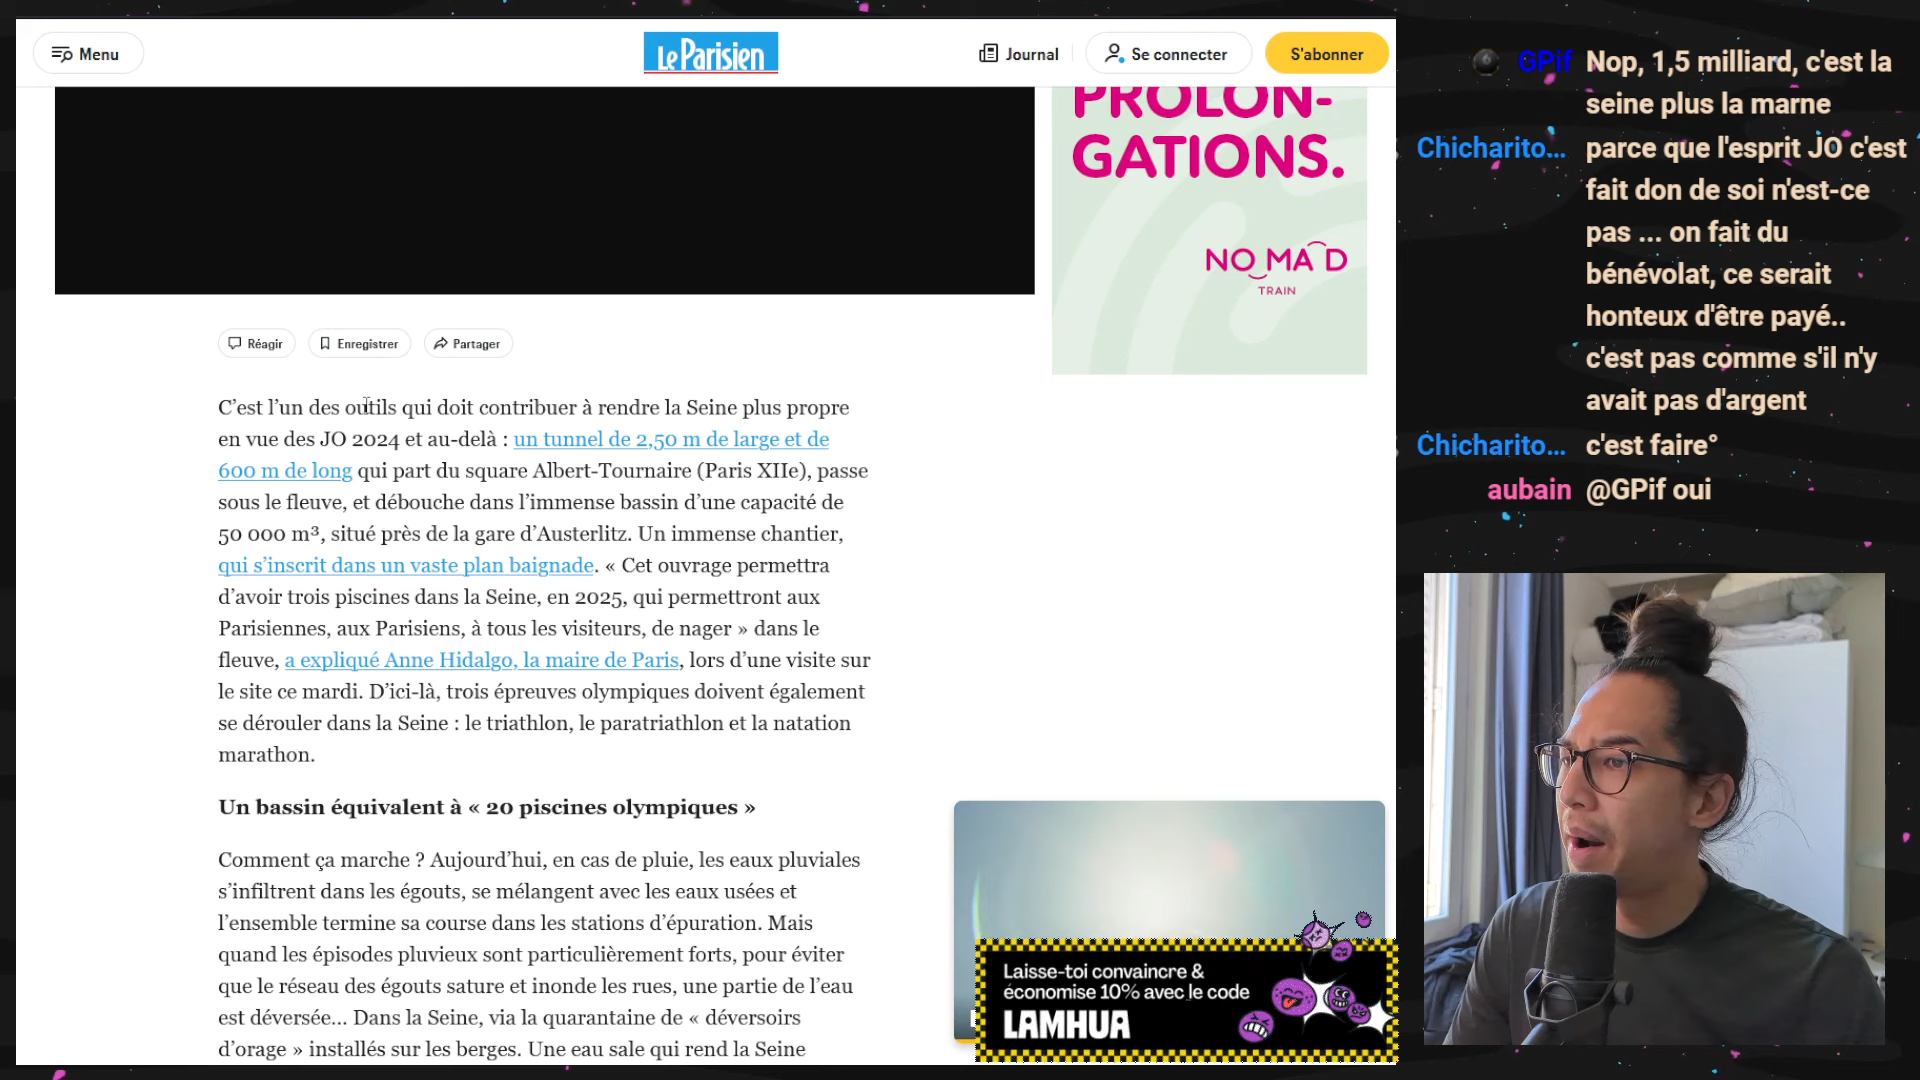 Menu
Le Parisien
Journal
Se connecter
S'abonner
PROLON-
GATIONS.
NOMAD
TRAIN
Réagir
Enregistrer
Partager
C’est l’un des outils qui doit contribuer à rendre la Seine plus propre
en vue des JO 2024 et au-delà : un tunnel de 2,50 m de large et de
600 m de long qui part du square Albert-Tournaire (Paris XIIe), passe
sous le fleuve, et débouche dans l’immense bassin d’une capacité de
50 000 m³, situé près de la gare d’Austerlitz. Un immense chantier,
qui s’inscrit dans un vaste plan baignade. « Cet ouvrage permettra
d’avoir trois piscines dans la Seine, en 2025, qui permettront aux
Parisiennes, aux Parisiens, à tous les visiteurs, de nager » dans le
fleuve, a expliqué Anne Hidalgo, la maire de Paris, lors d’une visite sur
le site ce mardi. D’ici-là, trois épreuves olympiques doivent également
se dérouler dans la Seine : le triathlon, le paratriathlon et la natation
marathon.
Un bassin équivalent à « 20 piscines olympiques »
Comment ça marche ? Aujourd’hui, en cas de pluie, les eaux pluviales
s’infiltrent dans les égouts, se mélangent avec les eaux usées et
l’ensemble termine sa course dans les stations d’épuration. Mais
quand les épisodes pluvieux sont particulièrement forts, pour éviter
que le réseau des égouts sature et inonde les rues, une partie de l’eau
est déversée… Dans la Seine, via la quarantaine de « déversoirs
d’orage » installés sur les berges. Une eau sale qui rend la Seine
Laisse-toi convaincre &
économise 10% avec le code
LAMHUA
GPif Nop, 1,5 milliard, c'est la
seine plus la marne
Chicharito... parce que l'esprit JO c'est
fait don de soi n'est-ce
pas ... on fait du
bénévolat, ce serait
honteux d'être payé..
c'est pas comme s'il n'y
avait pas d'argent
Chicharito... c'est faire°
aubain @GPif oui